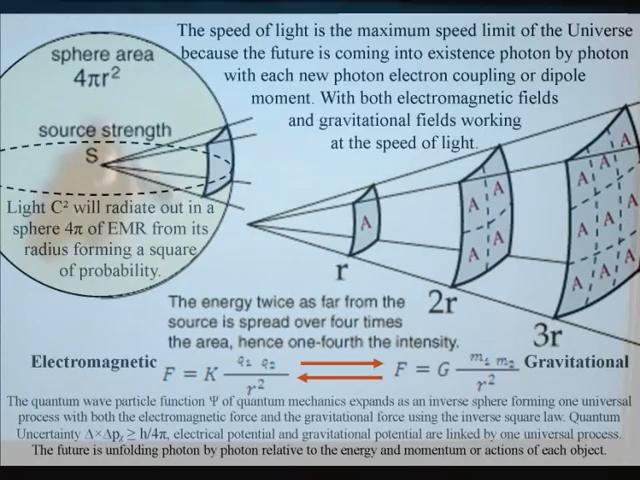 The speed of light is the maximum speed limit of the Universe
because the future is coming into existence photon by photon
with each new photon electron coupling or dipole
moment. With both electromagnetic fields
and gravitational fields working
at the speed of light.
sphere area
4πr²
source strength
S
Light C² will radiate out in a
sphere 4π of EMR from its
radius forming a square
of probability.
A
A A
A A
A
A A
A A A
A A
r
2r
3r
The energy twice as far from the
source is spread over four times
the area, hence one-fourth the intensity.
Electromagnetic F = K q₁ q₂ / r² F = G m₁ m₂ / r² Gravitational
The quantum wave particle function Ψ of quantum mechanics expands as an inverse sphere forming one universal
process with both the electromagnetic force and the gravitational force using the inverse square law. Quantum
Uncertainty Δ×Δpᵪ ≥ h/4π, electrical potential and gravitational potential are linked by one universal process.
The future is unfolding photon by photon relative to the energy and momentum or actions of each object.